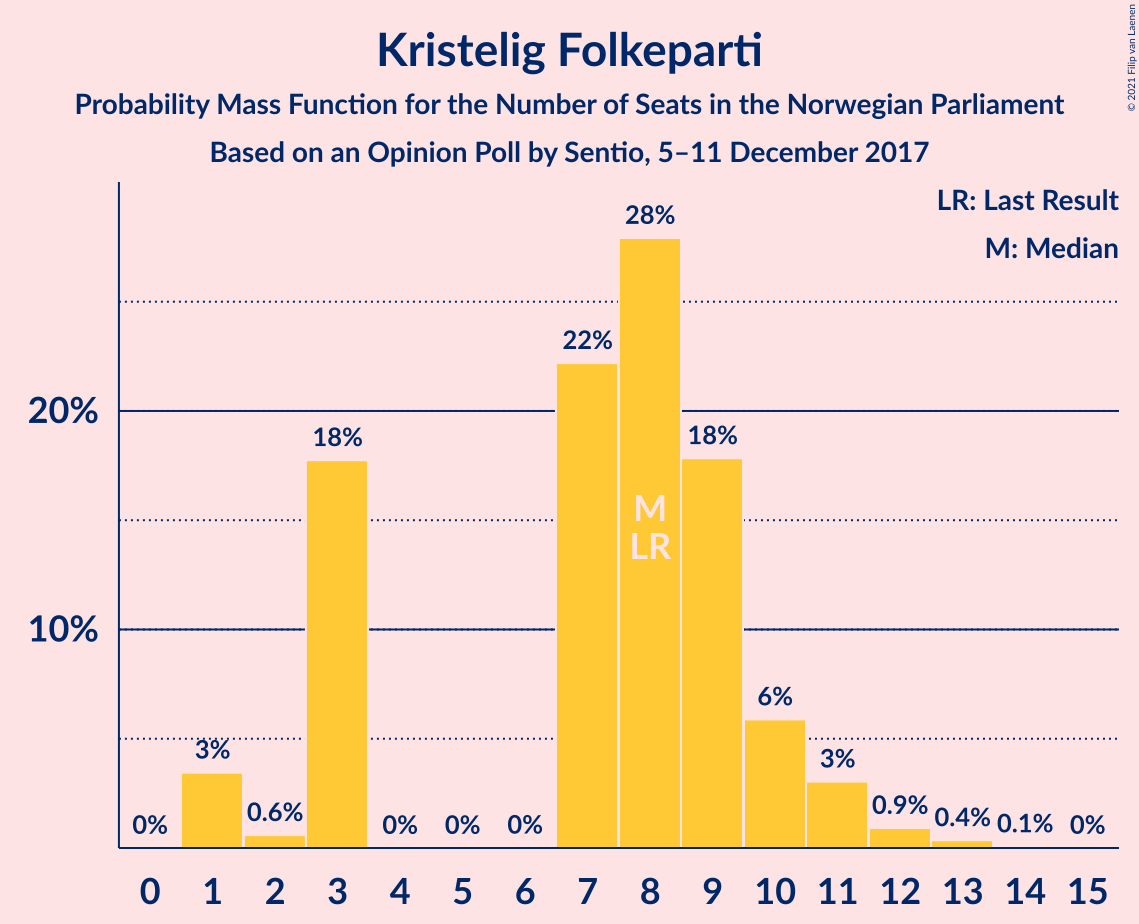 Kristelig Folkeparti
Probability Mass Function for the Number of Seats in the Norwegian Parliament
Based on an Opinion Poll by Sentio, 5–11 December 2017
© 2021 Filip van Laenen
LR: Last Result
M: Median
28%
22%
20%
18%
18%
M
LR
10%
6%
3%
3%
0.6%
0.9%
0.4%
0.1%
0%
0%
0%
0%
0%
0 1 2 3 4 5 6 7 8 9 10 11 12 13 14 15